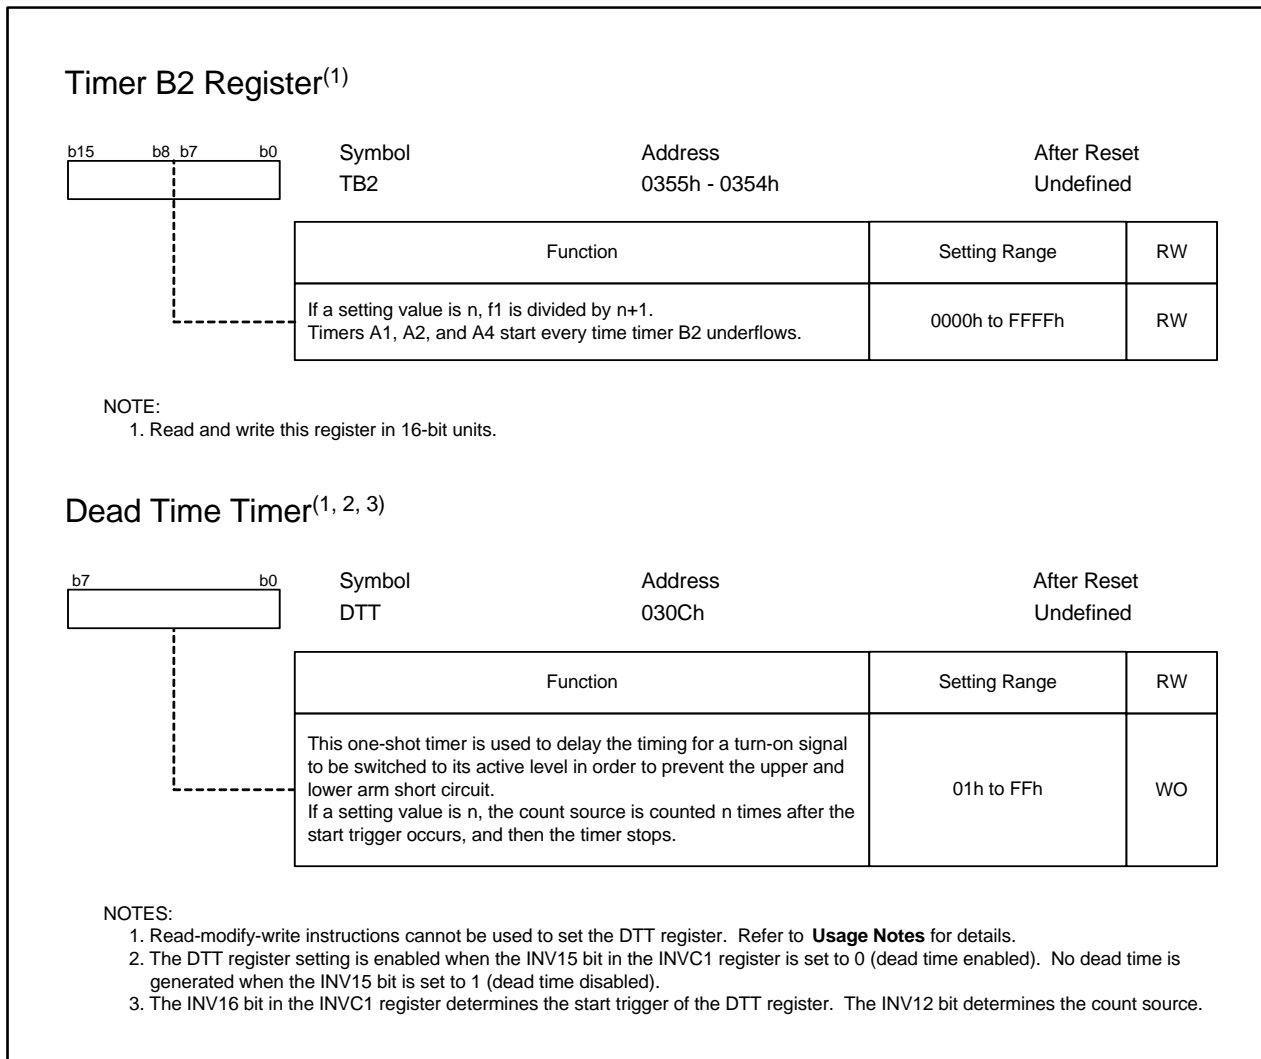 Timer B2 Register(1)
b15 b8 b7 b0 Symbol Address After Reset
TB2 0355h - 0354h Undefined
Function Setting Range RW
If a setting value is n, f1 is divided by n+1.
Timers A1, A2, and A4 start every time timer B2 underflows.
0000h to FFFFh RW
NOTE:
1. Read and write this register in 16-bit units.
Dead Time Timer(1, 2, 3)
b7 b0 Symbol Address After Reset
DTT 030Ch Undefined
Function Setting Range RW
This one-shot timer is used to delay the timing for a turn-on signal
to be switched to its active level in order to prevent the upper and
lower arm short circuit.
If a setting value is n, the count source is counted n times after the
start trigger occurs, and then the timer stops.
01h to FFh WO
NOTES:
1. Read-modify-write instructions cannot be used to set the DTT register. Refer to Usage Notes for details.
2. The DTT register setting is enabled when the INV15 bit in the INVC1 register is set to 0 (dead time enabled). No dead time is
generated when the INV15 bit is set to 1 (dead time disabled).
3. The INV16 bit in the INVC1 register determines the start trigger of the DTT register. The INV12 bit determines the count source.